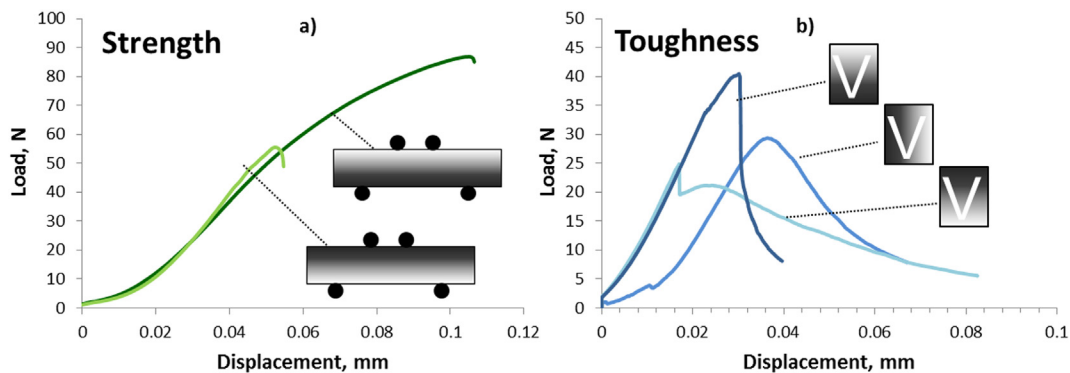 Strength
a)
Load, N
100
90
80
70
60
50
40
30
20
10
0
0 0.02 0.04 0.06 0.08 0.1 0.12
Displacement, mm
Toughness
b)
Load, N
50
45
40
35
30
25
20
15
10
5
0
V
V
V
0 0.02 0.04 0.06 0.08 0.1
Displacement, mm